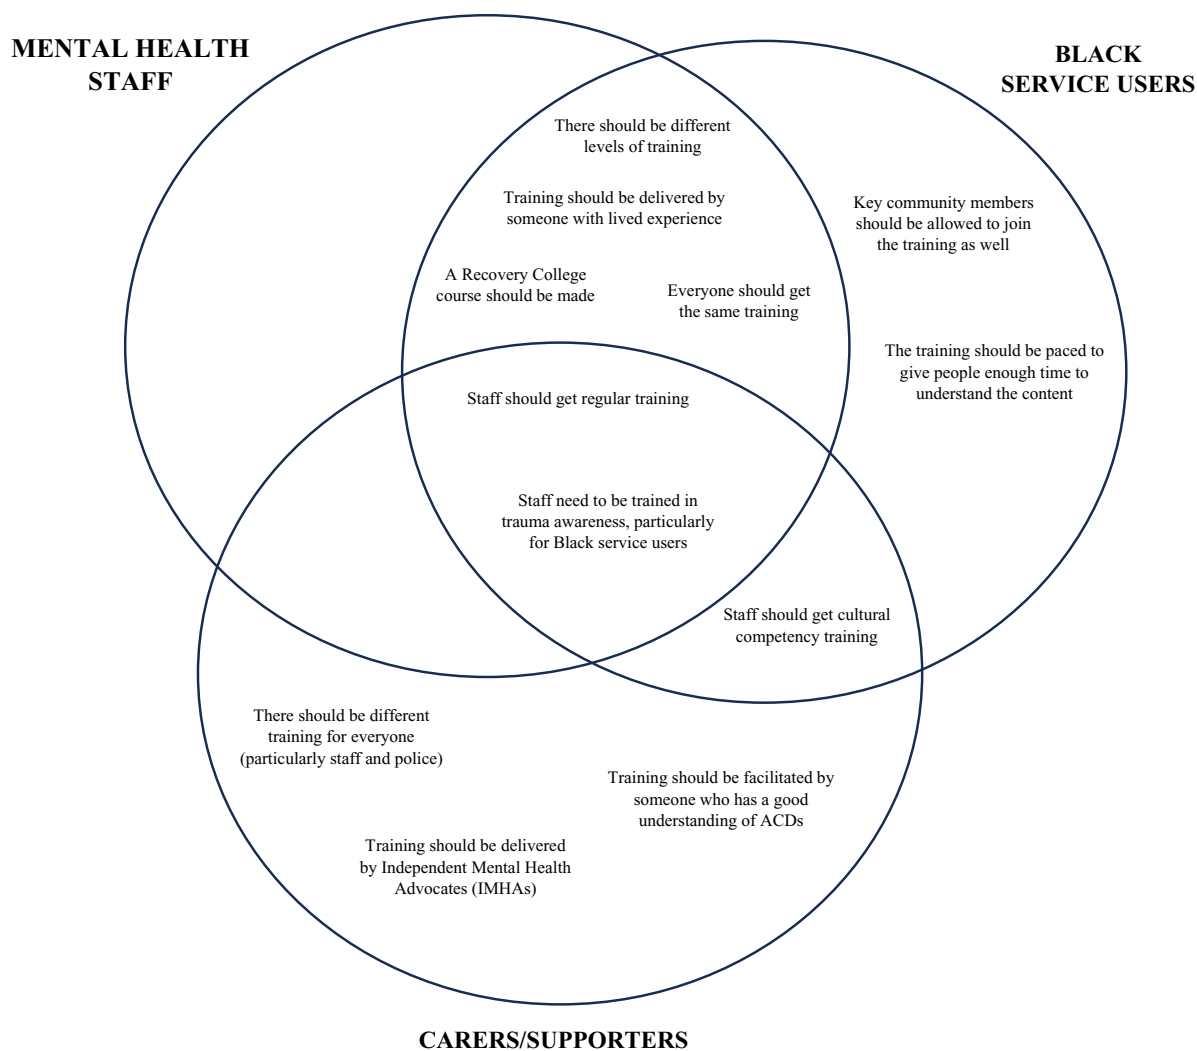 MENTAL HEALTH
STAFF
BLACK
SERVICE USERS
There should be different
levels of training
Training should be delivered by
someone with lived experience
Key community members
should be allowed to join
the training as well
A Recovery College
course should be made
Everyone should get
the same training
The training should be paced to
give people enough time to
understand the content
Staff should get regular training
Staff need to be trained in
trauma awareness, particularly
for Black service users
Staff should get cultural
competency training
There should be different
training for everyone
(particularly staff and police)
Training should be facilitated by
someone who has a good
understanding of ACDs
Training should be delivered
by Independent Mental Health
Advocates (IMHAs)
CARERS/SUPPORTERS